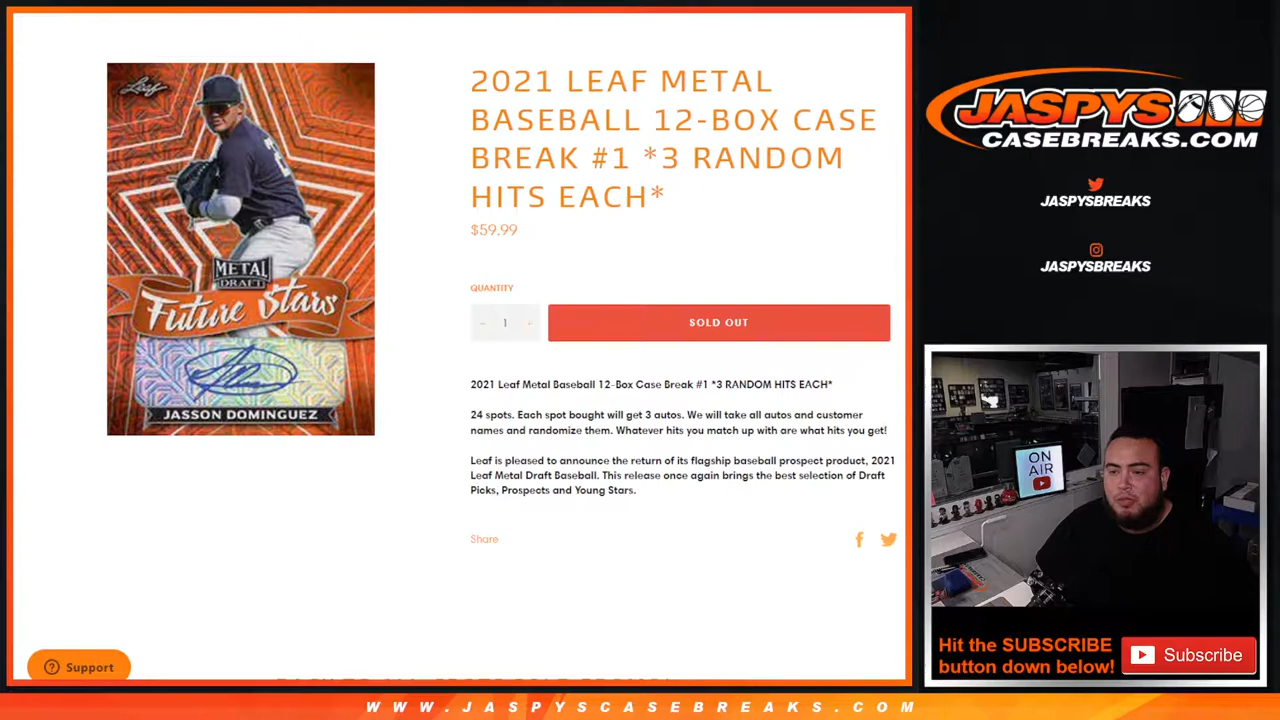 2021 LEAF METAL
BASEBALL 12-BOX CASE
BREAK #1 *3 RANDOM
HITS EACH*
$59.99
QUANTITY
- 1 +
SOLD OUT
2021 Leaf Metal Baseball 12-Box Case Break #1 *3 RANDOM HITS EACH*
24 spots. Each spot bought will get 3 autos. We will take all autos and customer
names and randomize them. Whatever hits you match up with are what hits you get!
Leaf is pleased to announce the return of its flagship baseball prospect product, 2021
Leaf Metal Draft Baseball. This release once again brings the best selection of Draft
Picks, Prospects and Young Stars.
Share
Support
Leaf
METAL
DRAFT
Future Stars
JASSON DOMINGUEZ
JASPYS
CASEBREAKS.COM
JASPYSBREAKS
JASPYSBREAKS
ON
AIR
Hit the SUBSCRIBE
button down below!
Subscribe
WWW.JASPYSCASEBREAKS.COM